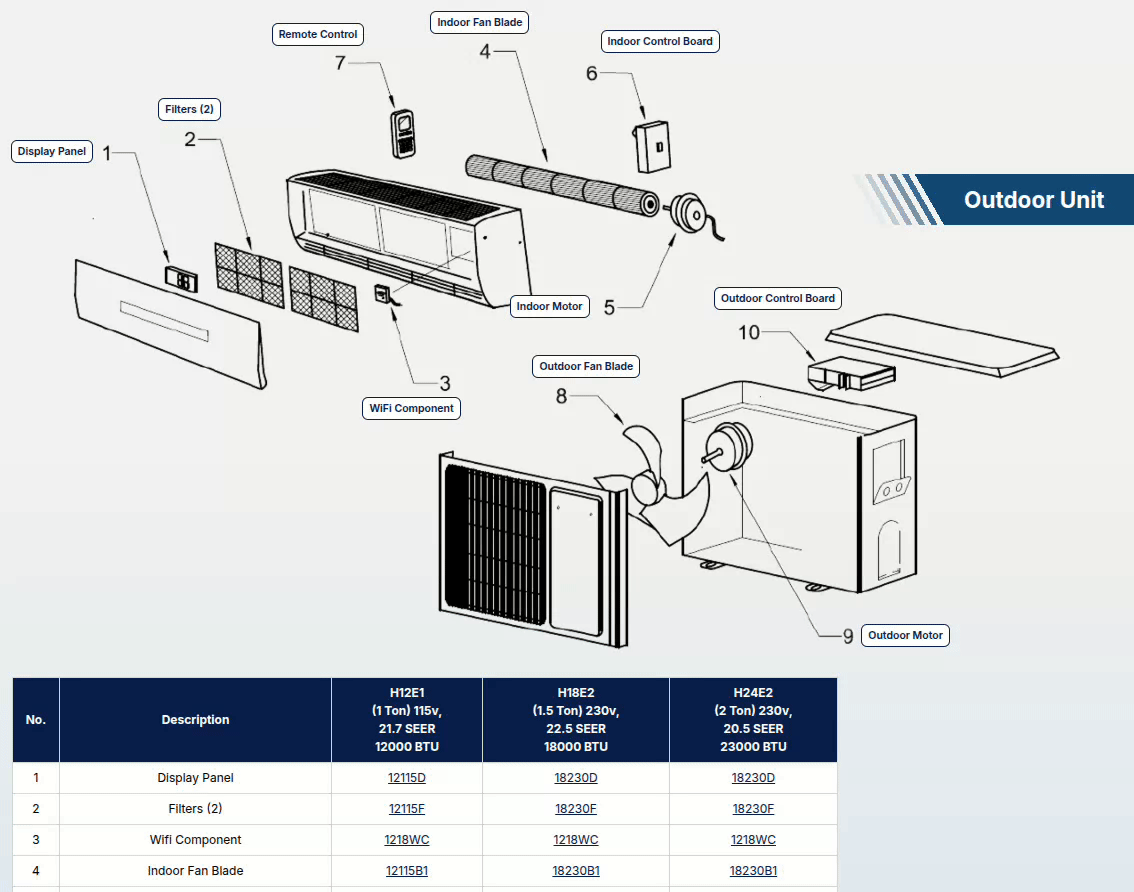 Indoor Fan Blade
4
Remote Control
7
Indoor Control Board
6
Filters (2)
2
Display Panel
1
Outdoor Unit
Indoor Motor
5
Outdoor Control Board
10
Outdoor Fan Blade
8
3
WiFi Component
9
Outdoor Motor
No.
Description
H12E1
(1 Ton) 115v,
21.7 SEER
12000 BTU
H18E2
(1.5 Ton) 230v,
22.5 SEER
18000 BTU
H24E2
(2 Ton) 230v,
20.5 SEER
23000 BTU
1 Display Panel 12115D 18230D 18230D
2 Filters (2) 12115F 18230F 18230F
3 Wifi Component 1218WC 1218WC 1218WC
4 Indoor Fan Blade 12115B1 18230B1 18230B1